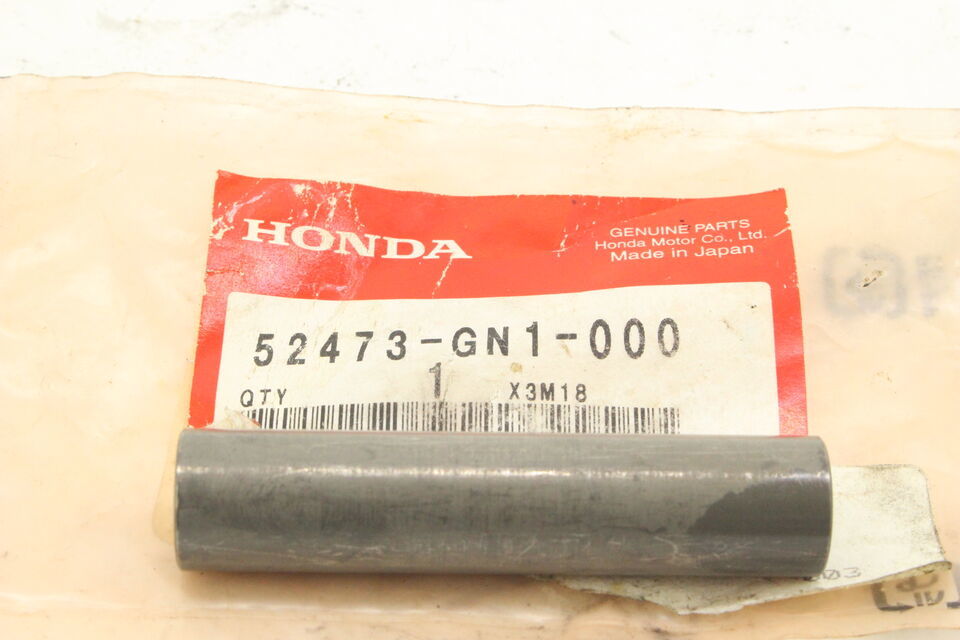 HONDA
GENUINE PARTS
Honda Motor Co., Ltd.
Made in Japan
52473-GN1-000
QTY 1 X3M18